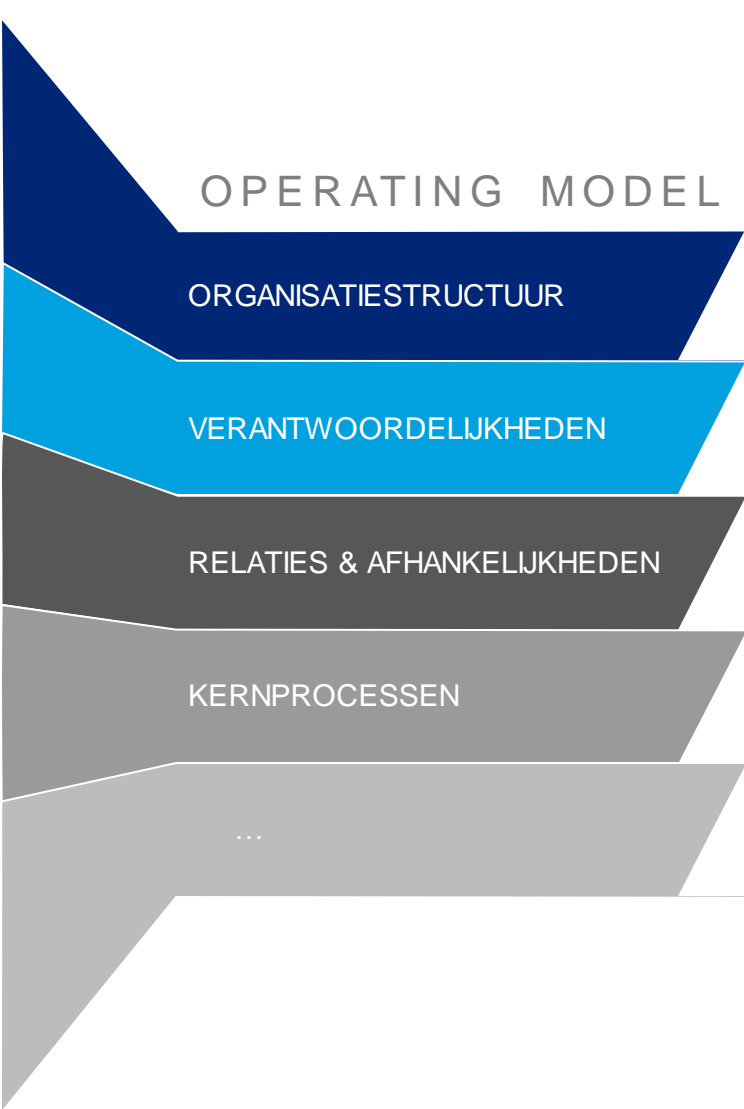 OPERATING MODEL
ORGANISATIESTRUCTUUR
VERANTWOORDELIJKHEDEN
RELATIES & AFHANKELIJKHEDEN
KERNPROCESSEN
...